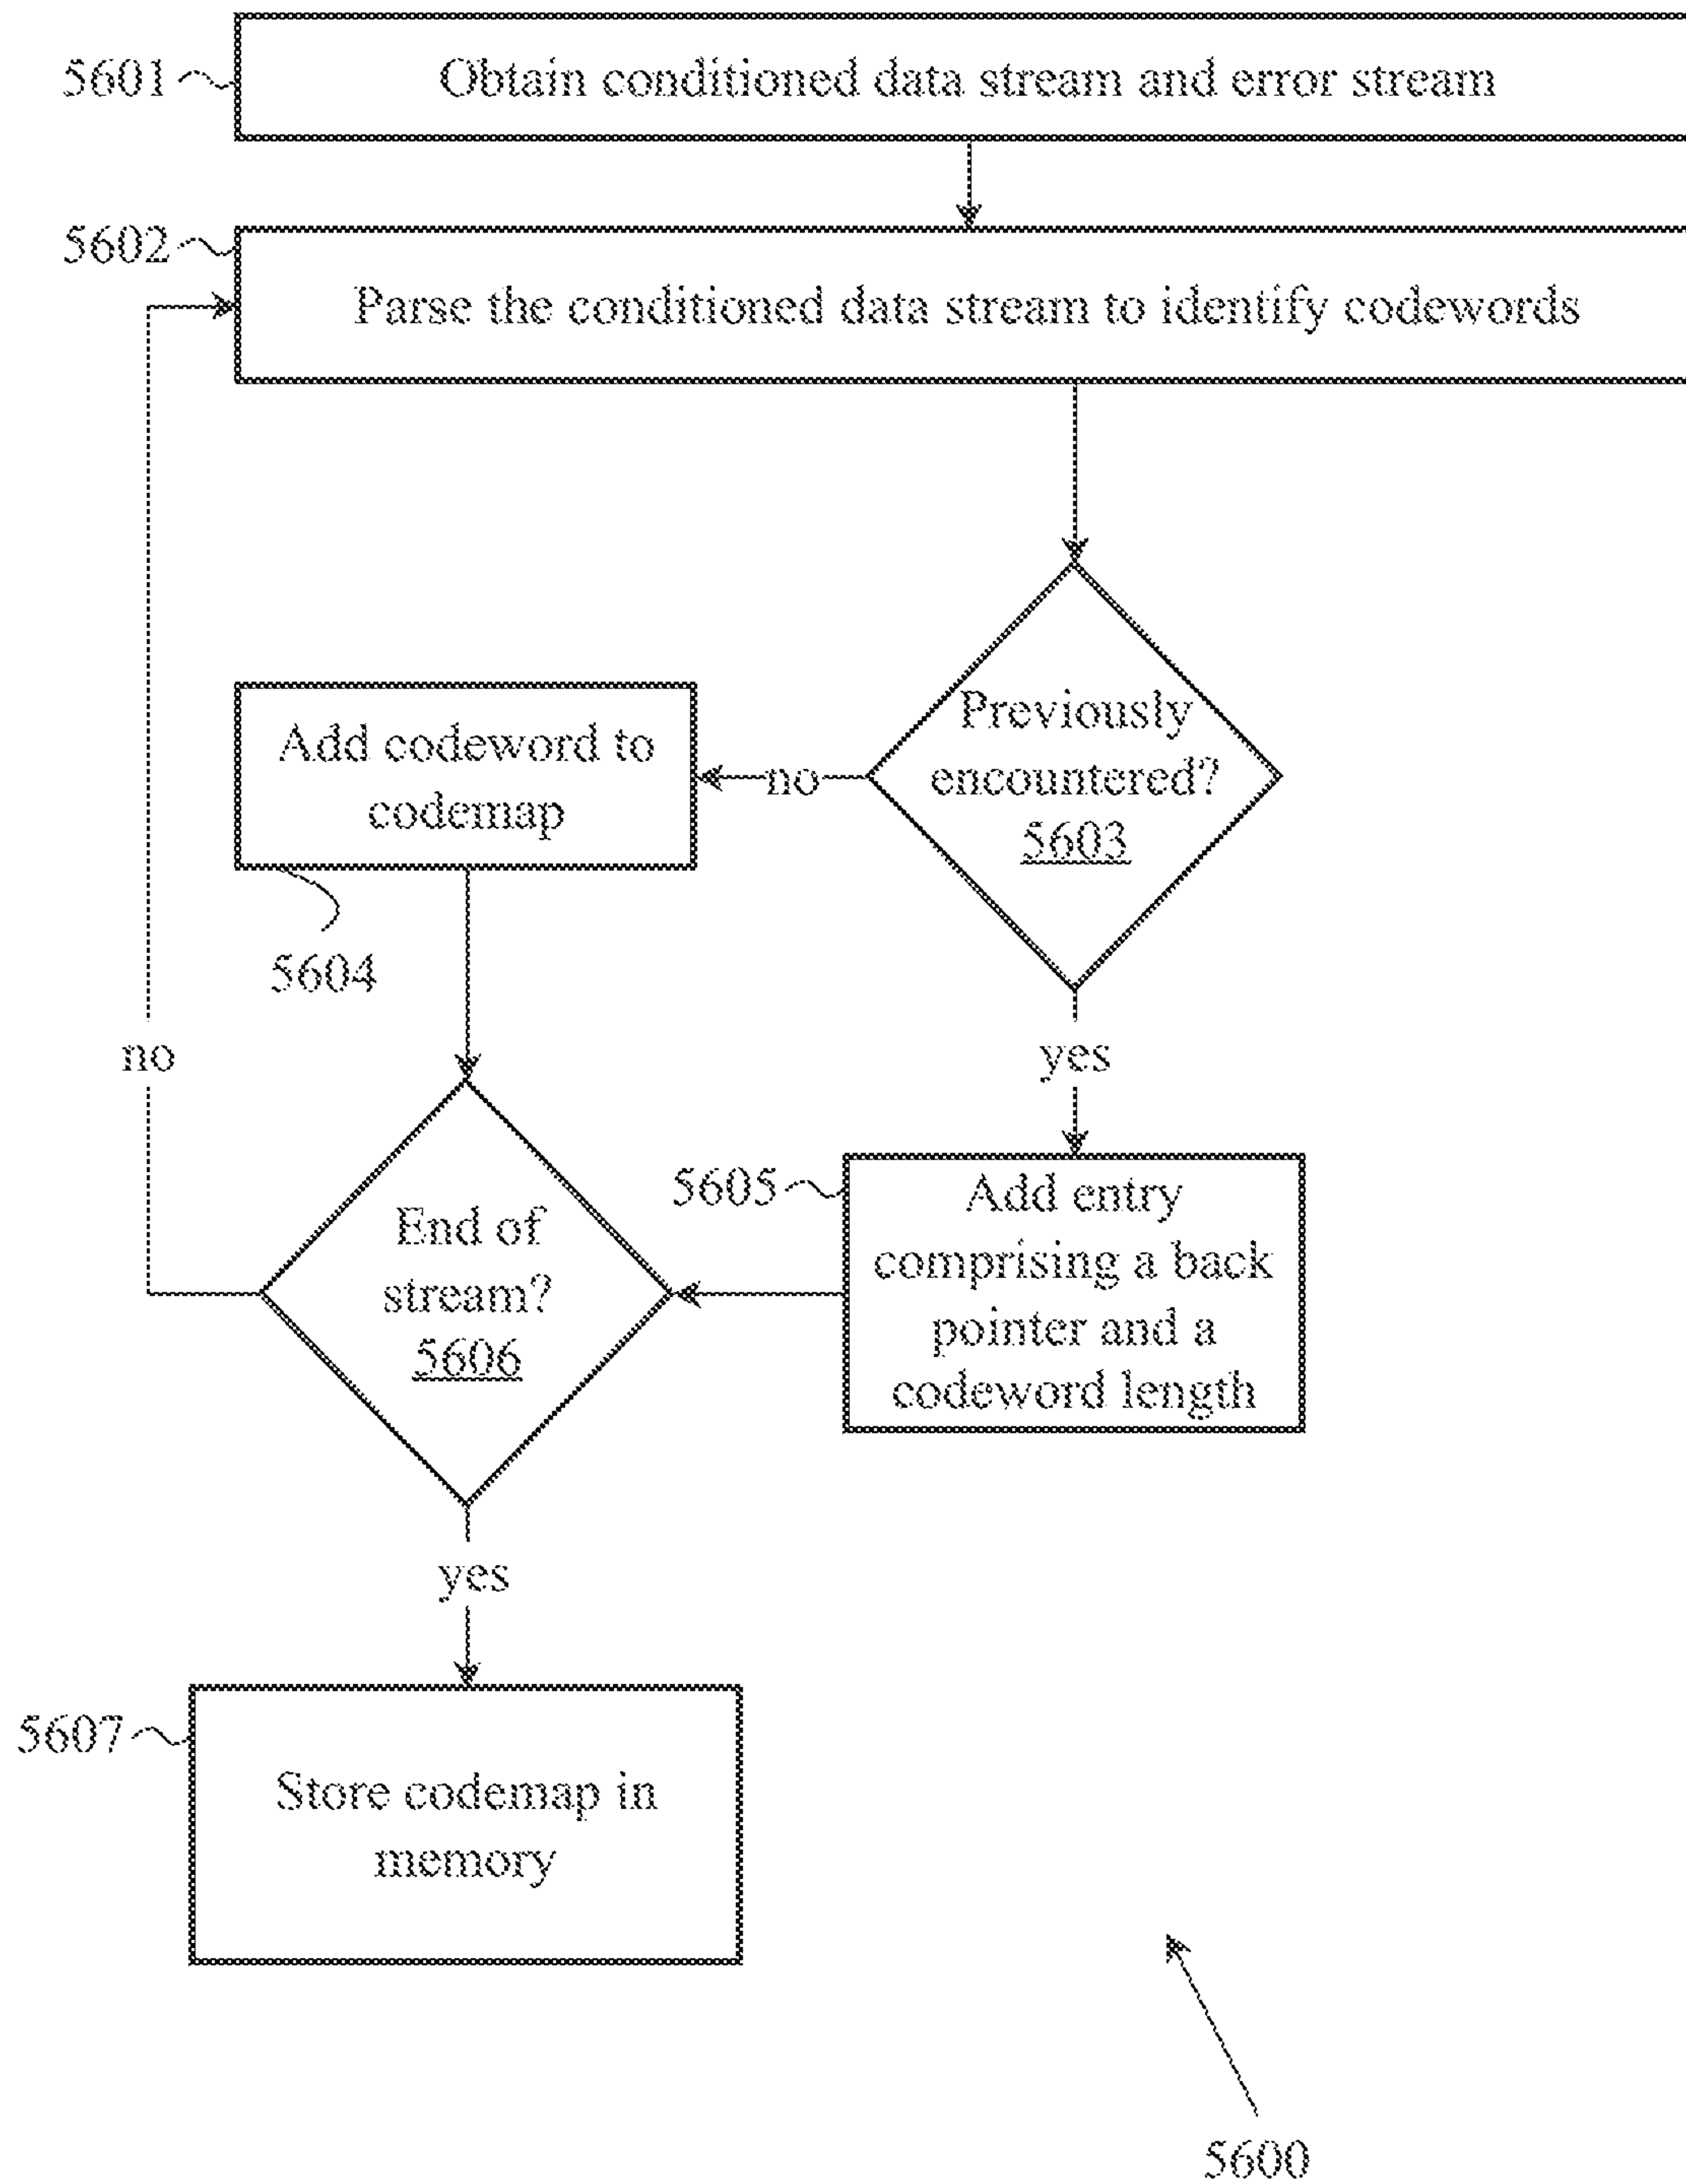 5601
Obtain conditioned data stream and error stream
5602
Parse the conditioned data stream to identify codewords
Previously
encountered?
5603
no
Add codeword to
codemap
5604
no
yes
5605
Add entry
comprising a back
pointer and a
codeword length
End of
stream?
5606
yes
5607
Store codemap in
memory
5600